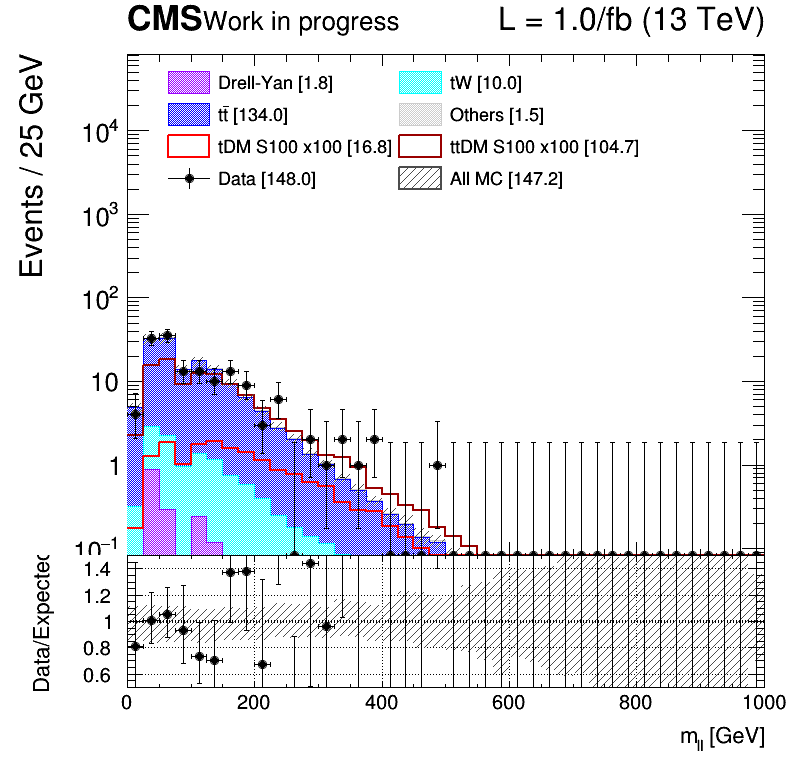 CMS Work in progress L = 1.0/fb (13 TeV)
Events / 25 GeV
Drell-Yan [1.8] tW [10.0]
tt̄ [134.0] Others [1.5]
tDM S100 x100 [16.8] ttDM S100 x100 [104.7]
Data [148.0] All MC [147.2]
10⁴
10³
10²
10
1
10⁻¹
Data/Expected
1.4
1.2
1
0.8
0.6
0 200 400 600 800 1000
m_ll [GeV]